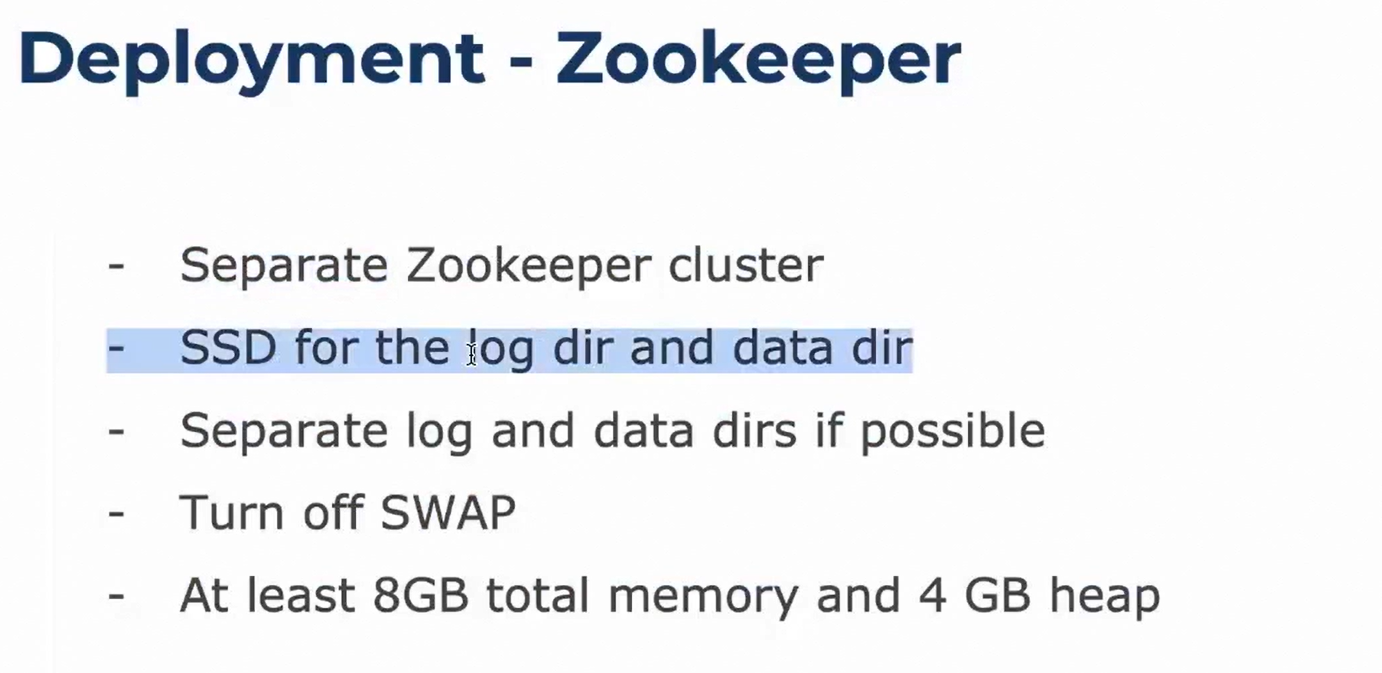 Deployment - Zookeeper
- Separate Zookeeper cluster
- SSD for the log dir and data dir
- Separate log and data dirs if possible
- Turn off SWAP
- At least 8GB total memory and 4 GB heap